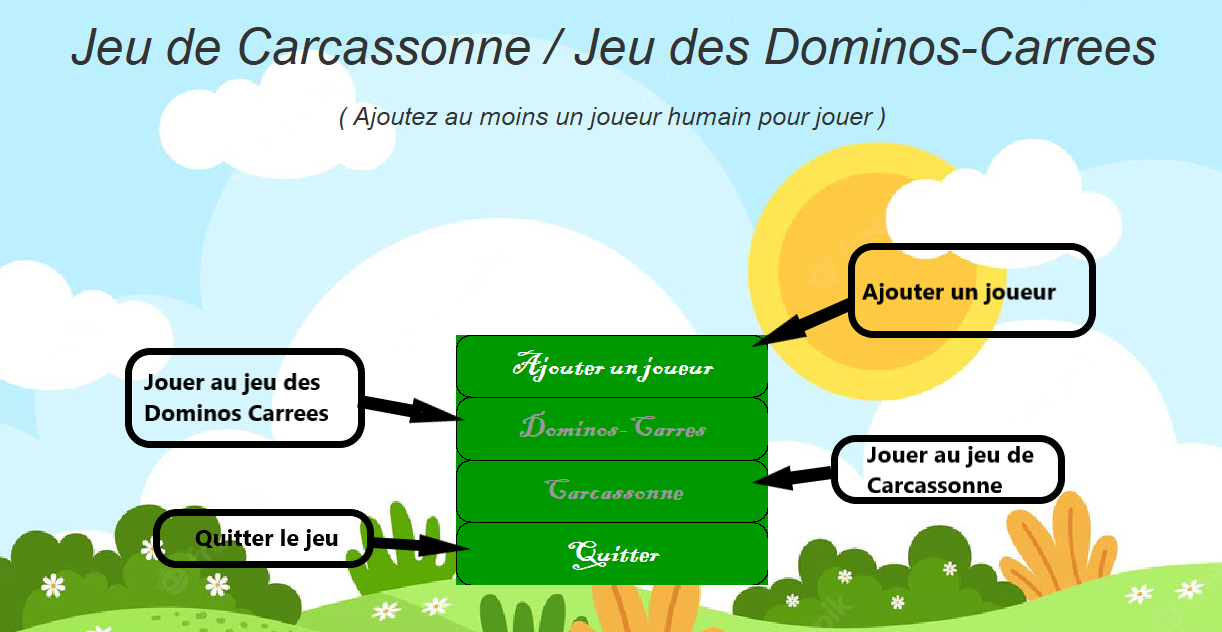 Jeu de Carcassonne / Jeu des Dominos-Carrees
( Ajoutez au moins un joueur humain pour jouer )
Ajouter un joueur
Ajouter un joueur
Jouer au jeu des
Dominos Carrees
Dominos-Carres
Jouer au jeu de
Carcassonne
Carcassonne
Quitter le jeu
Quitter